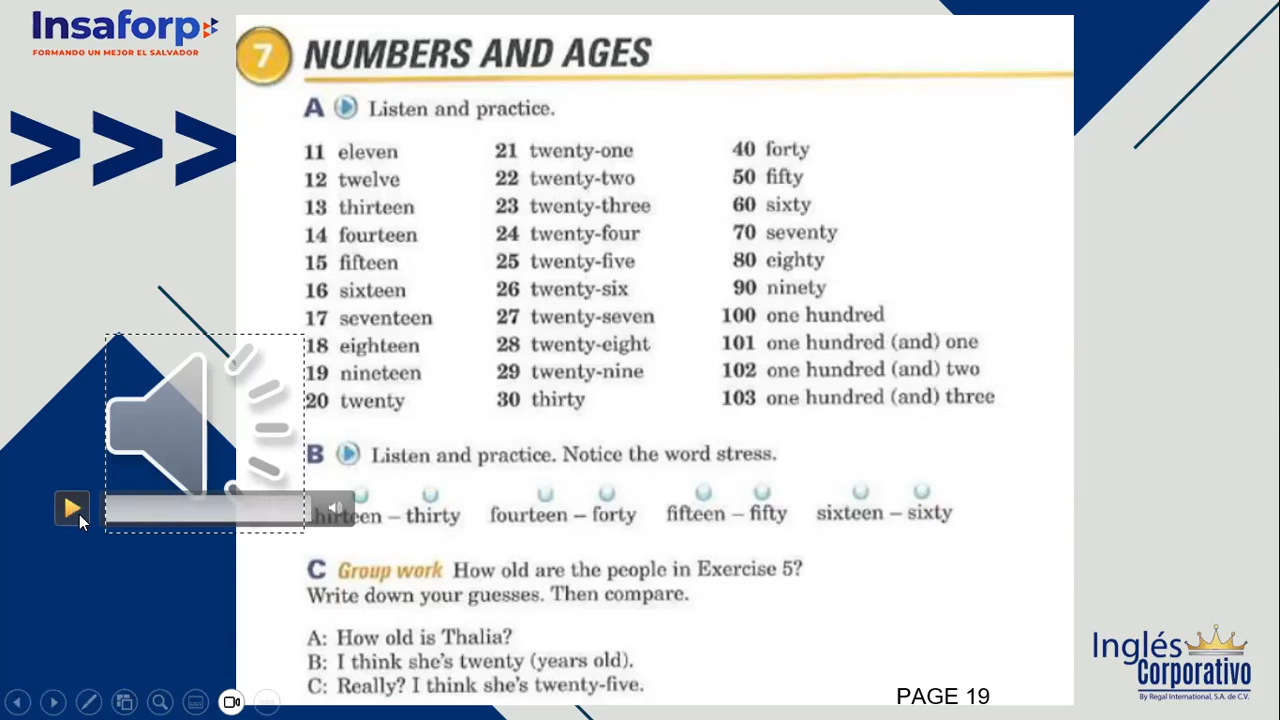 Insaforp
FORMANDO UN MEJOR EL SALVADOR
7 NUMBERS AND AGES
A Listen and practice.
11 eleven 21 twenty-one 40 forty
12 twelve 22 twenty-two 50 fifty
13 thirteen 23 twenty-three 60 sixty
14 fourteen 24 twenty-four 70 seventy
15 fifteen 25 twenty-five 80 eighty
16 sixteen 26 twenty-six 90 ninety
17 seventeen 27 twenty-seven 100 one hundred
18 eighteen 28 twenty-eight 101 one hundred (and) one
19 nineteen 29 twenty-nine 102 one hundred (and) two
20 twenty 30 thirty 103 one hundred (and) three
B Listen and practice. Notice the word stress.
thirteen – thirty fourteen – forty fifteen – fifty sixteen – sixty
C Group work How old are the people in Exercise 5?
Write down your guesses. Then compare.
A: How old is Thalia?
B: I think she's twenty (years old).
C: Really? I think she's twenty-five.
PAGE 19
Inglés
Corporativo
By Regal International, S.A. de C.V.